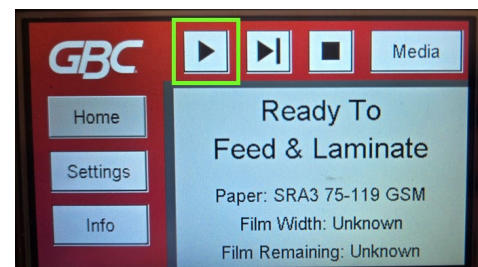 GBC
Media
Home
Settings
Info
Ready To
Feed & Laminate
Paper: SRA3 75-119 GSM
Film Width: Unknown
Film Remaining: Unknown